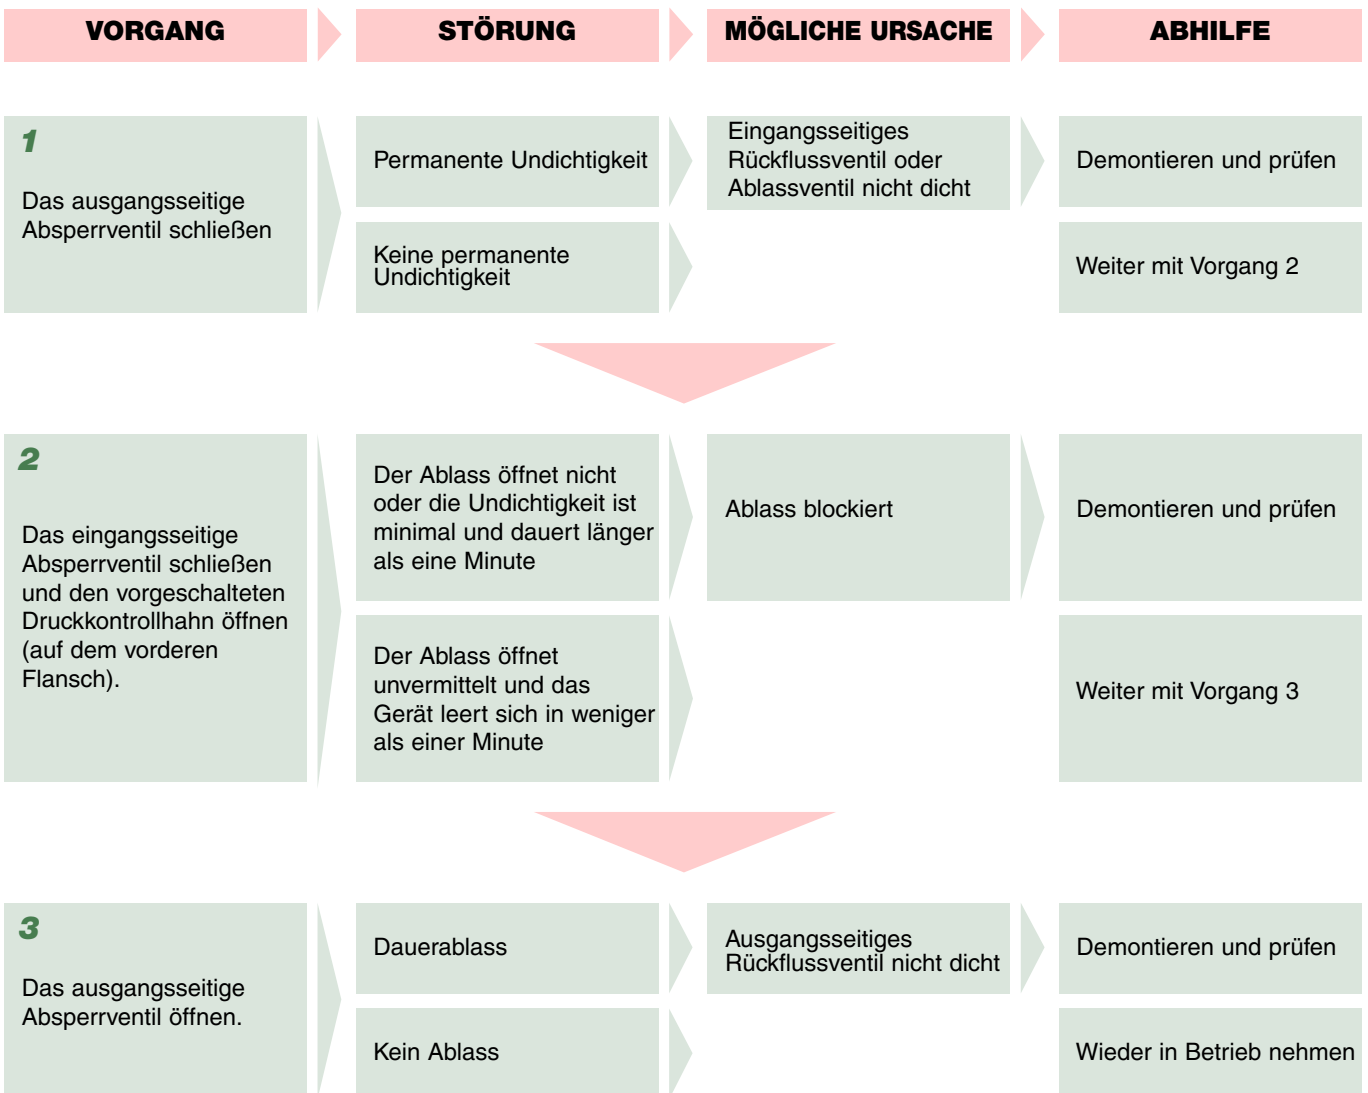 VORGANG
STÖRUNG
MÖGLICHE URSACHE
ABHILFE
1
Das ausgangsseitige
Absperrventil schließen
Permanente Undichtigkeit
Eingangsseitiges
Rückflussventil oder
Ablassventil nicht dicht
Demontieren und prüfen
Keine permanente
Undichtigkeit
Weiter mit Vorgang 2
2
Das eingangsseitige
Absperrventil schließen
und den vorgeschalteten
Druckkontrollhahn öffnen
(auf dem vorderen
Flansch).
Der Ablass öffnet nicht
oder die Undichtigkeit ist
minimal und dauert länger
als eine Minute
Ablass blockiert
Demontieren und prüfen
Der Ablass öffnet
unvermittelt und das
Gerät leert sich in weniger
als einer Minute
Weiter mit Vorgang 3
3
Das ausgangsseitige
Absperrventil öffnen.
Dauerablass
Ausgangsseitiges
Rückflussventil nicht dicht
Demontieren und prüfen
Kein Ablass
Wieder in Betrieb nehmen